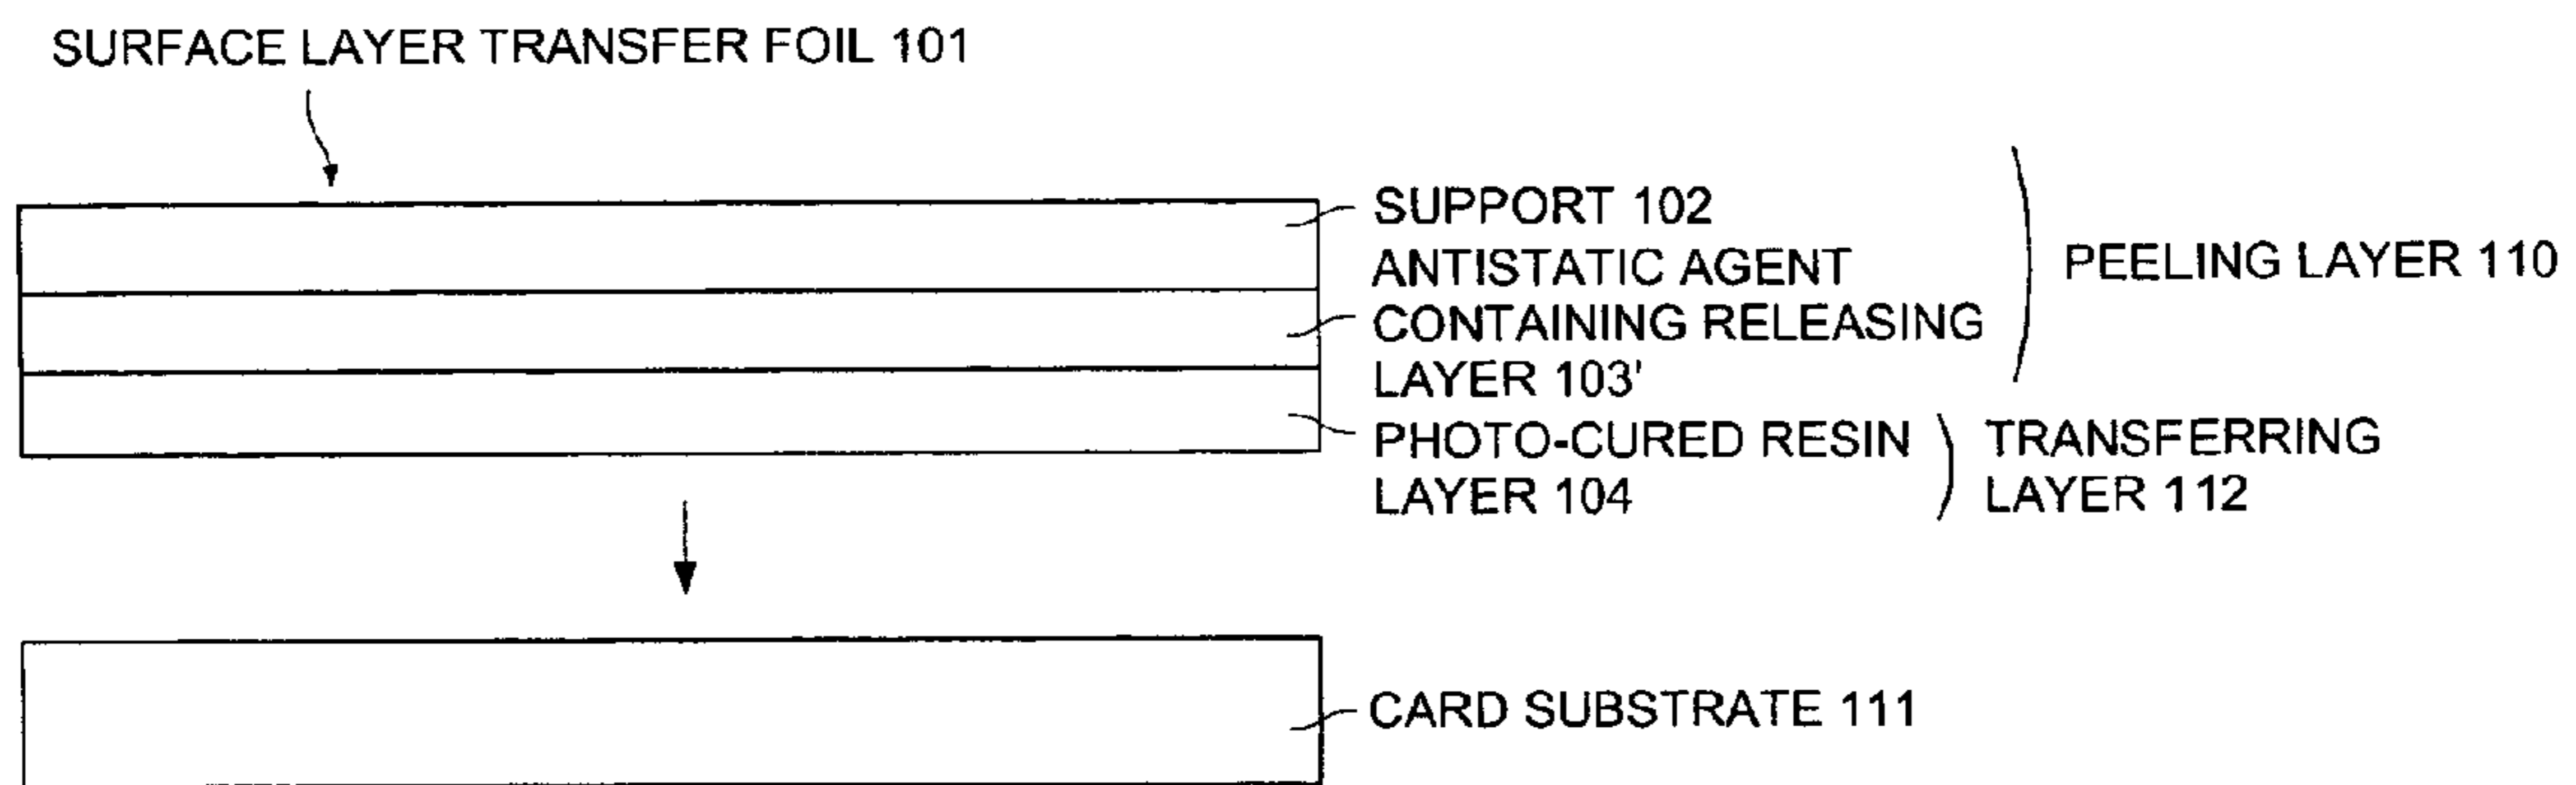 SURFACE LAYER TRANSFER FOIL 101
SUPPORT 102
ANTISTATIC AGENT
CONTAINING RELEASING
LAYER 103'
PEELING LAYER 110
PHOTO-CURED RESIN
LAYER 104
TRANSFERRING
LAYER 112
CARD SUBSTRATE 111